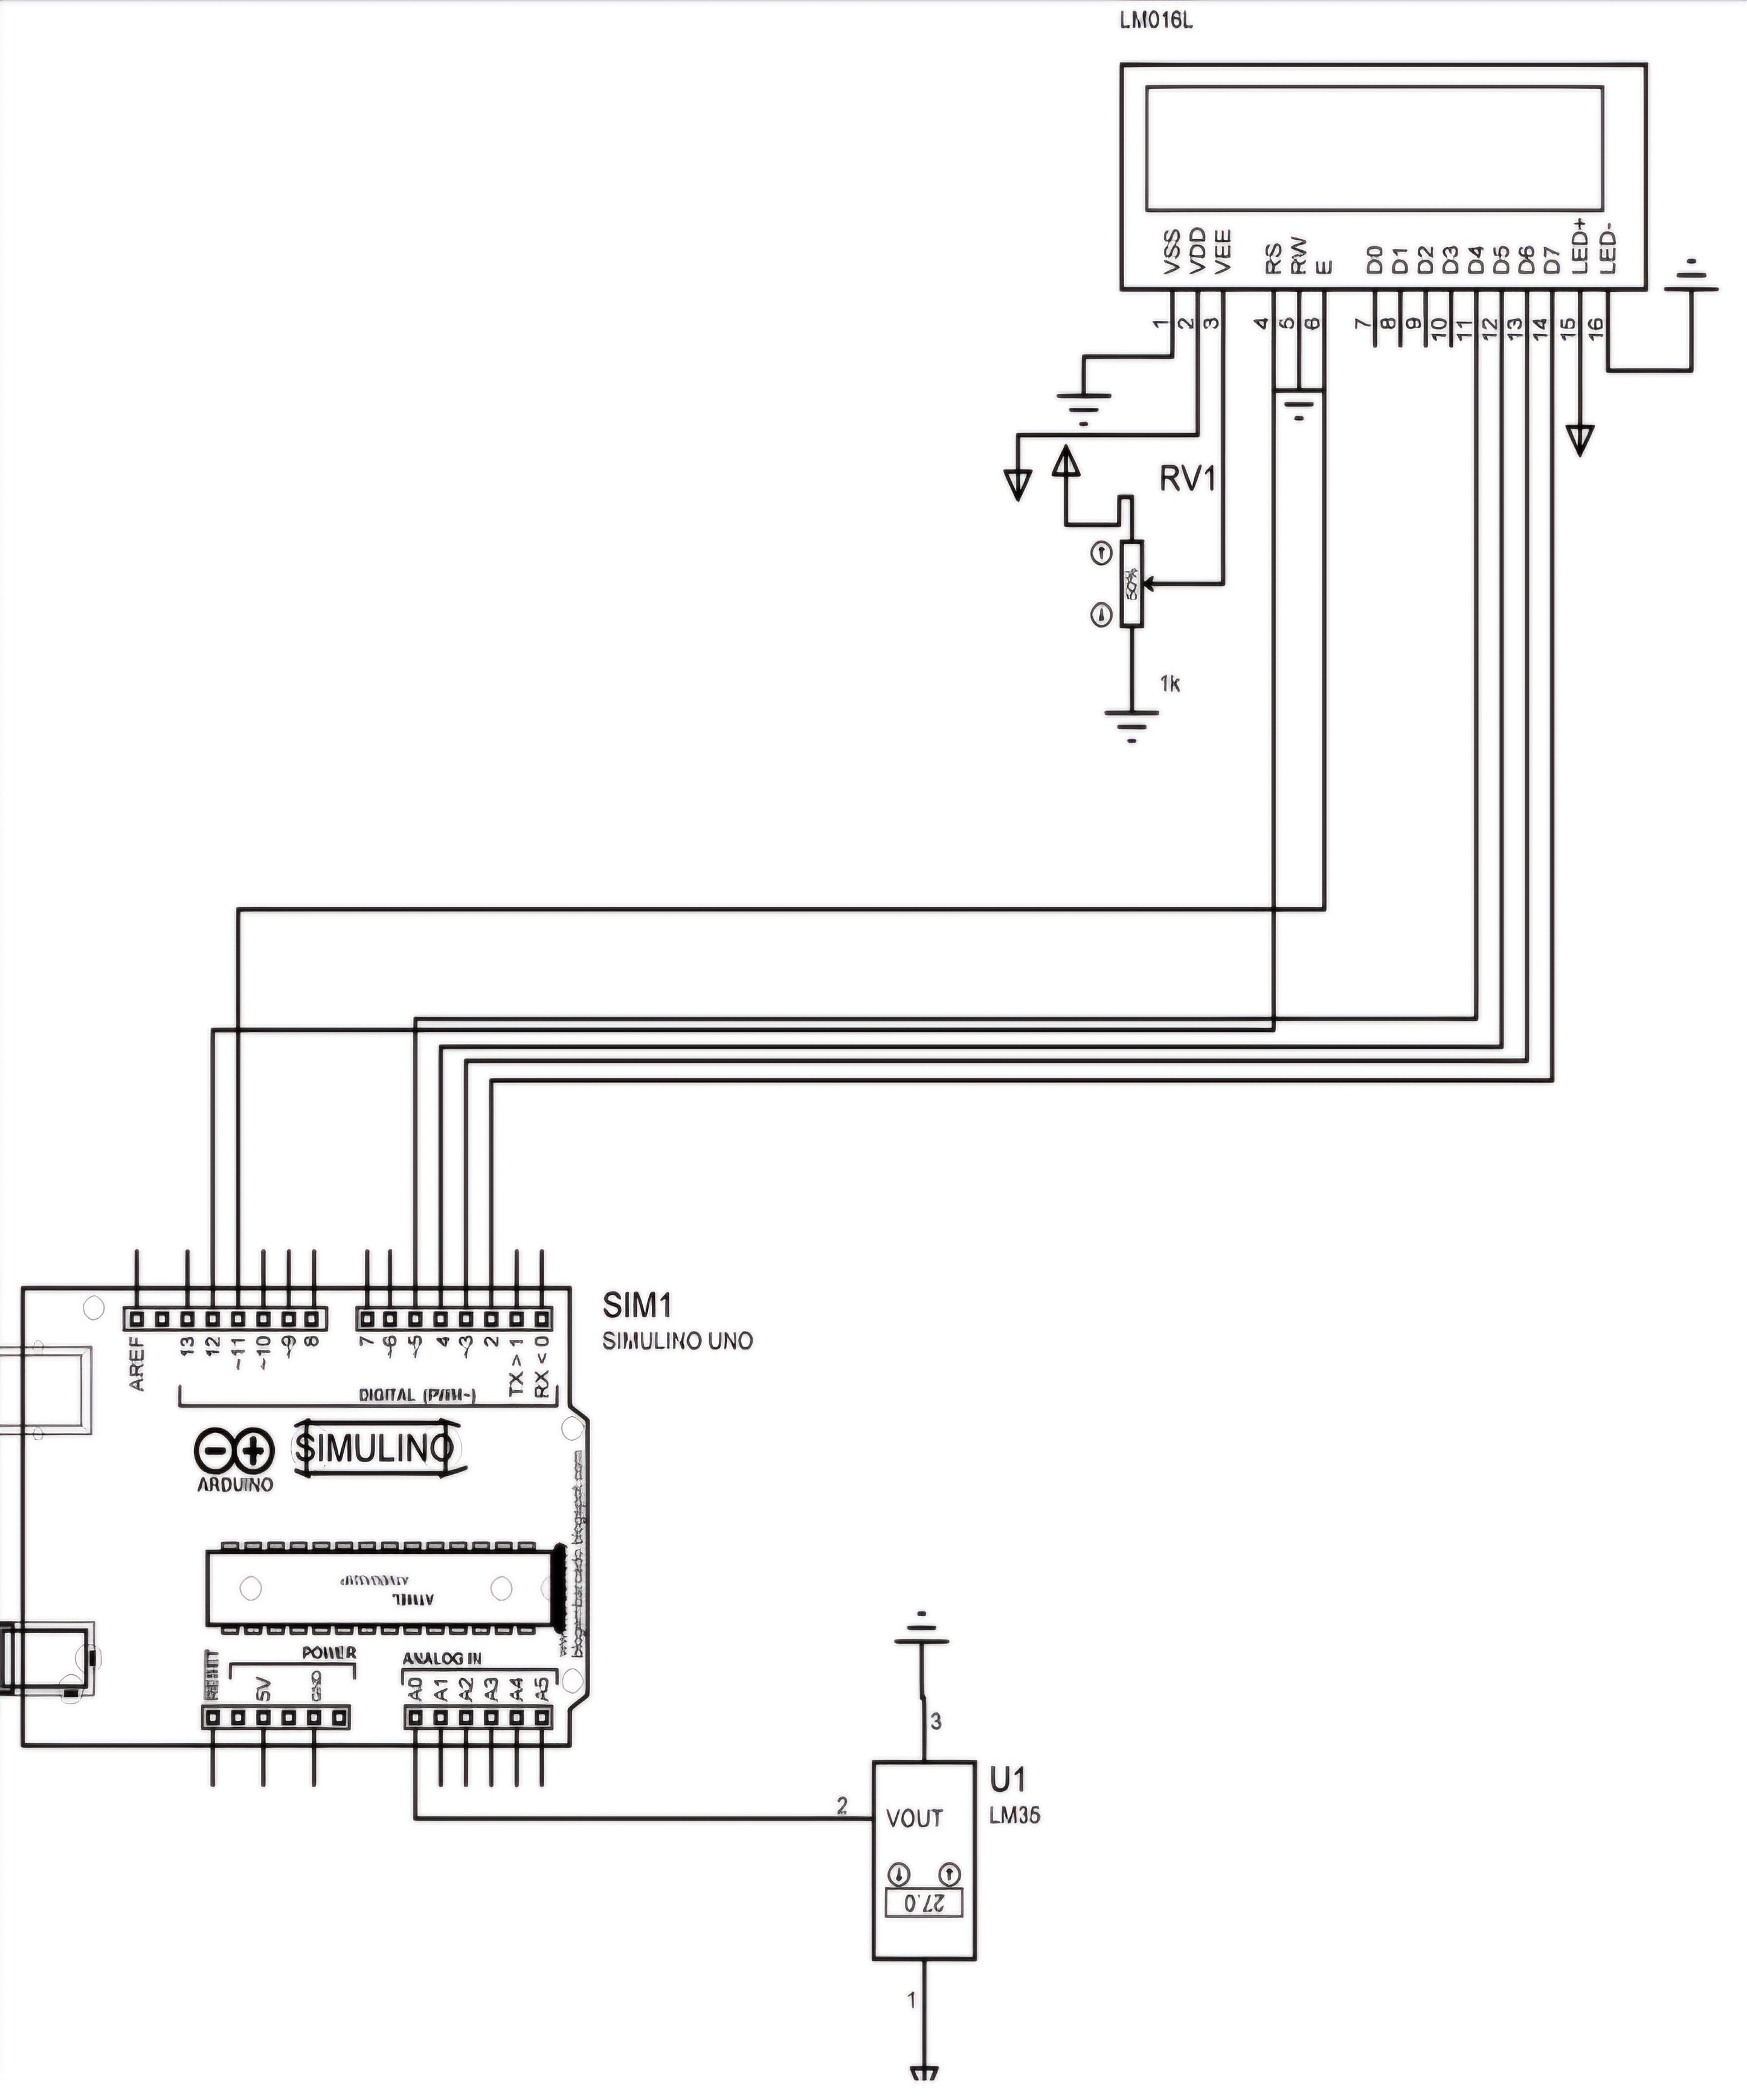 LM016L
VSS VDD VEE RS RW E D0 D1 D2 D3 D4 D5 D6 D7 LED+ LED-
1 2 3 4 5 6 7 8 9 10 11 12 13 14 15 16
RV1
50%
1k
SIM1
SIMULINO UNO
AREF 13 12 ~11 ~10 ~9 8 7 ~6 ~5 4 ~3 2 TX > 1 RX < 0
DIGITAL (PWM~)
SIMULINO
ARDUINO
ATMEL
RESET
POWER
ANALOG IN
5V GND A0 A1 A2 A3 A4 A5
3
U1
LM35
2
VOUT
27.0
1